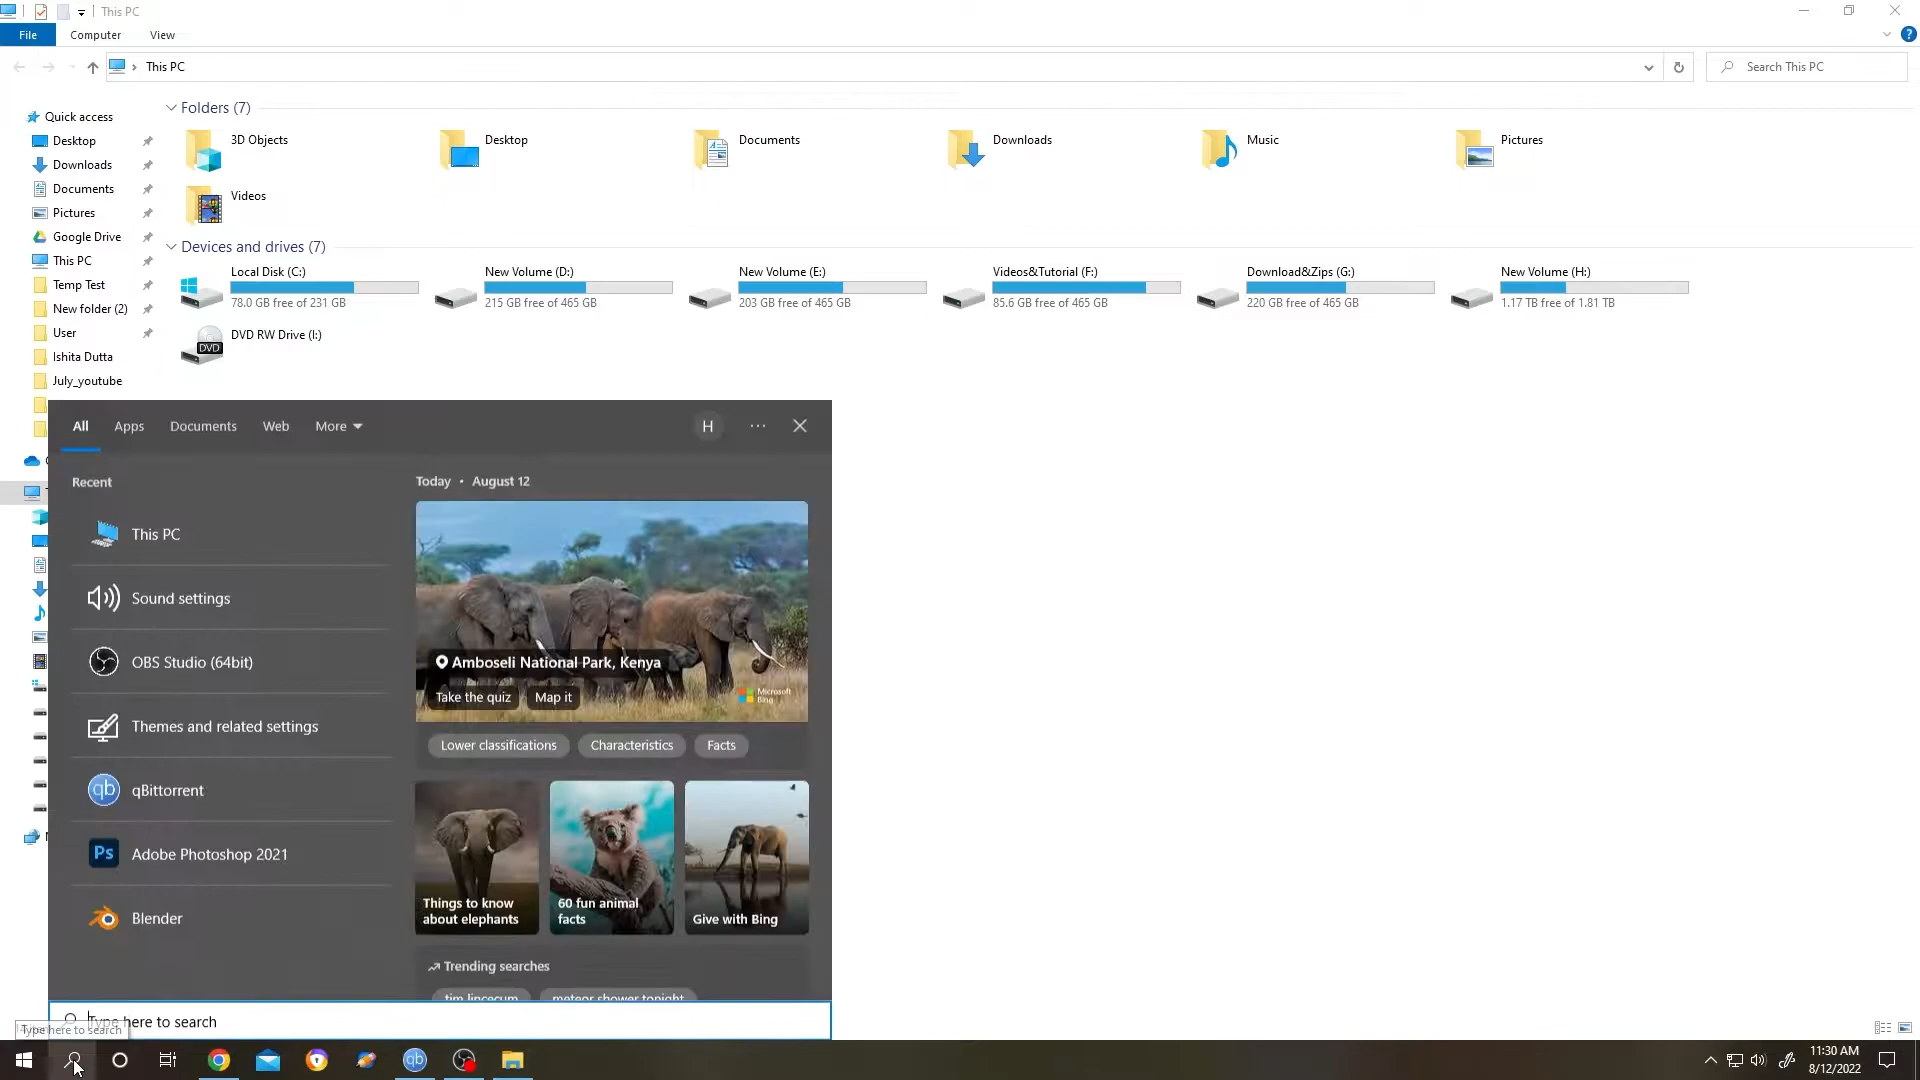 This PC
File Computer View
This PC
Search This PC
Quick access
Desktop
Downloads
Documents
Pictures
Google Drive
This PC
Temp Test
New folder (2)
User
Ishita Dutta
July_youtube
Folders (7)
3D Objects
Desktop
Documents
Downloads
Music
Pictures
Videos
Devices and drives (7)
Local Disk (C:)
78.0 GB free of 231 GB
New Volume (D:)
215 GB free of 465 GB
New Volume (E:)
203 GB free of 465 GB
Videos&Tutorial (F:)
85.6 GB free of 465 GB
Download&Zips (G:)
220 GB free of 465 GB
New Volume (H:)
1.17 TB free of 1.81 TB
DVD
DVD RW Drive (I:)
All Apps Documents Web More
H
Recent
This PC
Sound settings
OBS Studio (64bit)
Themes and related settings
qb
qBittorrent
Ps
Adobe Photoshop 2021
Blender
Today • August 12
Amboseli National Park, Kenya
Take the quiz
Map it
Microsoft
Bing
Lower classifications
Characteristics
Facts
Things to know
about elephants
60 fun animal
facts
Give with Bing
Trending searches
tim lincecum
meteor shower tonight
Type here to search
Type here to search
qb
11:30 AM
8/12/2022